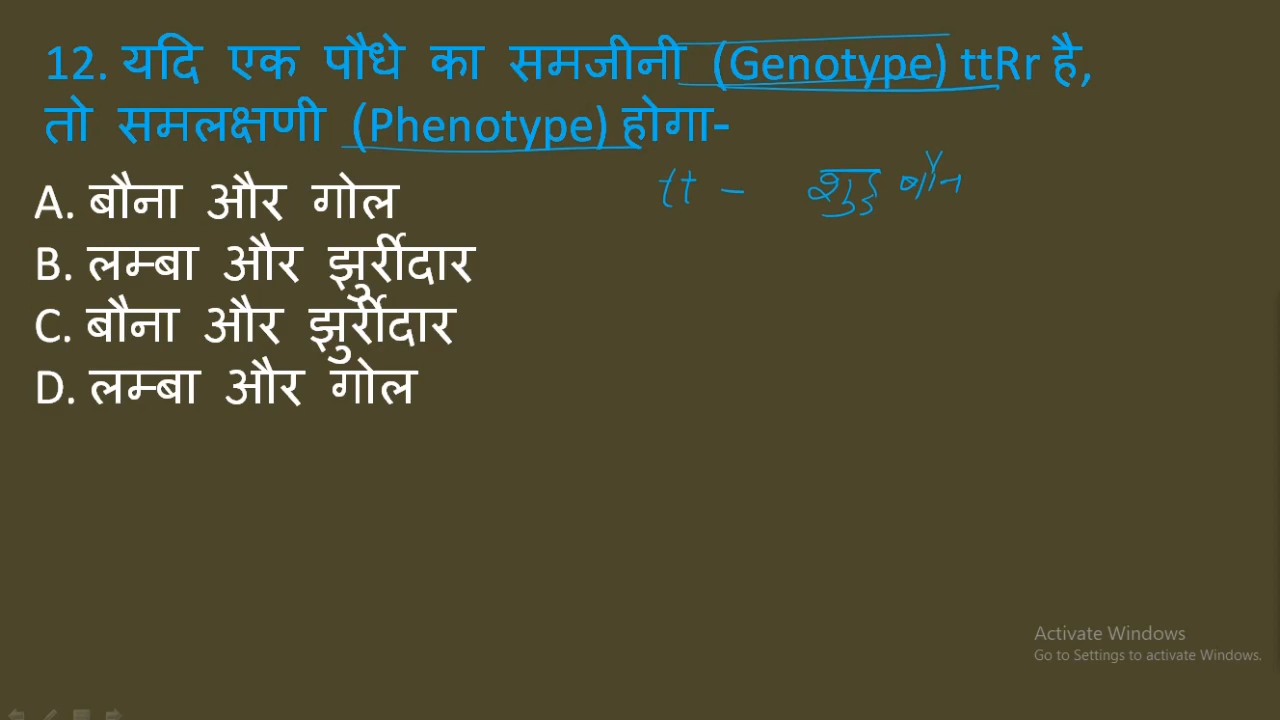 12. यदि एक पौधे का समजीनी (Genotype) ttRr है,
तो समलक्षणी (Phenotype) होगा-
tt - शुद्ध बौना
A. बौना और गोल
B. लम्बा और झुर्रीदार
C. बौना और झुर्रीदार
D. लम्बा और गोल
Activate Windows
Go to Settings to activate Windows.